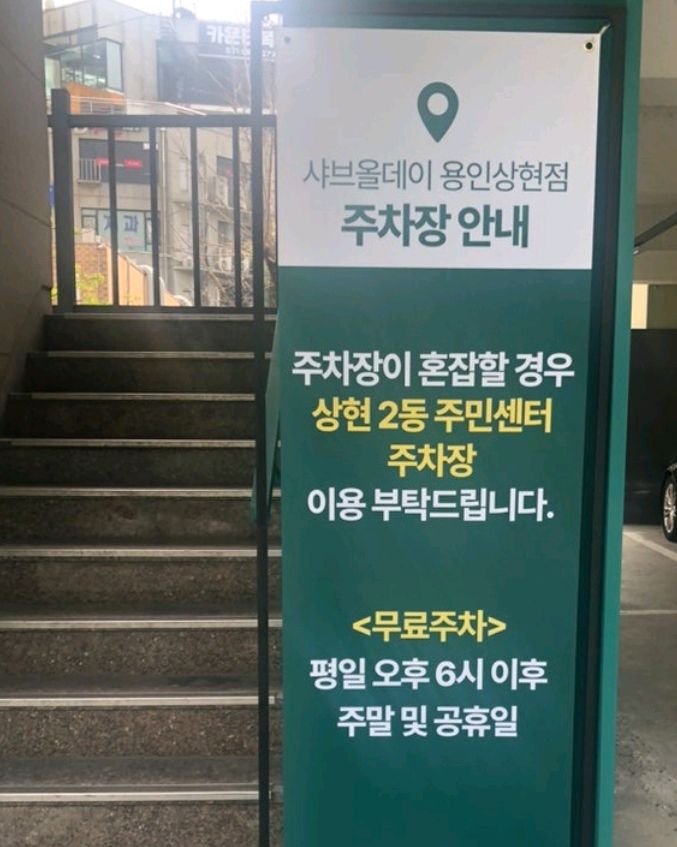 샤브올데이 용인상현점
주차장 안내
주차장이 혼잡할 경우
상현 2동 주민센터
주차장
이용 부탁드립니다.
<무료주차>
평일 오후 6시 이후
주말 및 공휴일
치과